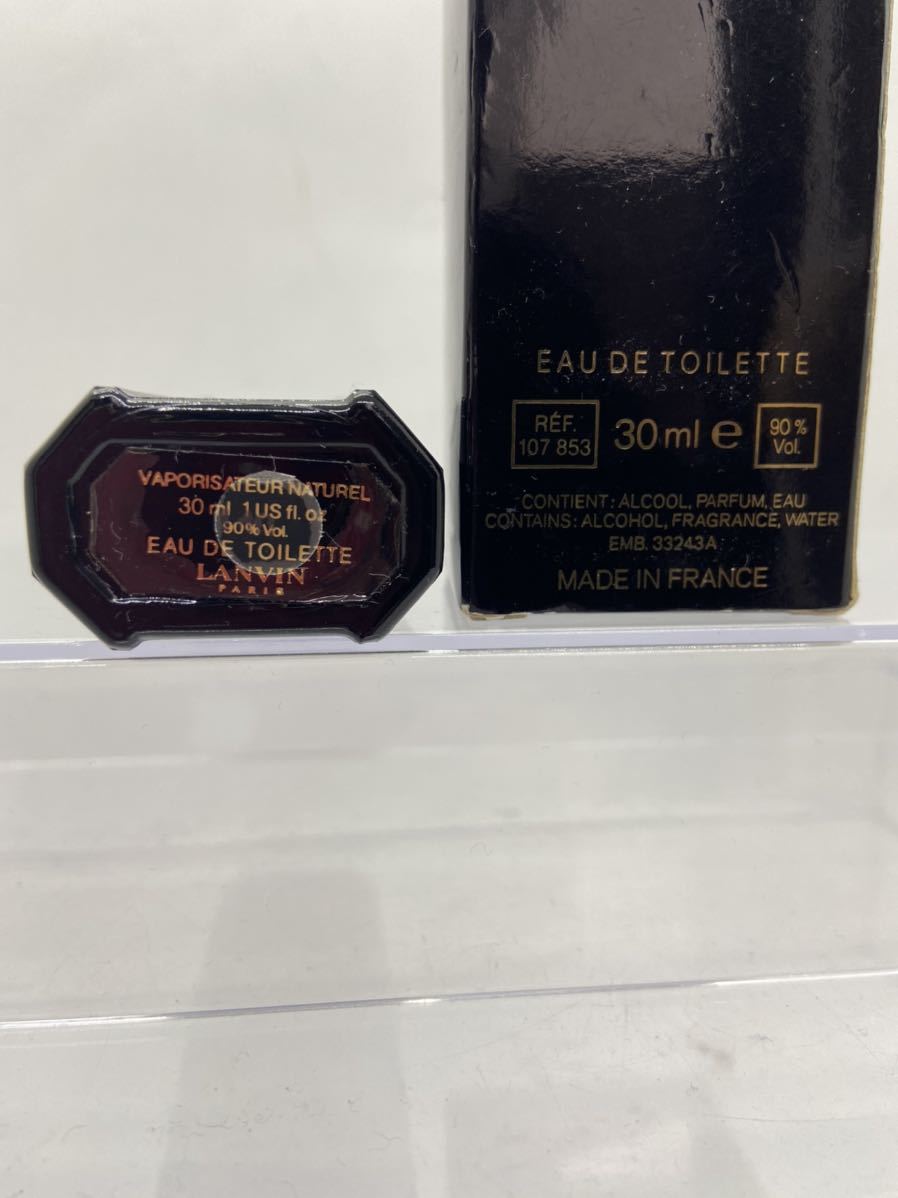 VAPORISATEUR NATUREL
30 ml 1 US fl. oz
90% Vol.
EAU DE TOILETTE
LANVIN
PARIS
EAU DE TOILETTE
RÉF.
107 853
30 ml e
90 %
Vol.
CONTIENT : ALCOOL, PARFUM, EAU
CONTAINS : ALCOHOL, FRAGRANCE, WATER
EMB. 33243A
MADE IN FRANCE